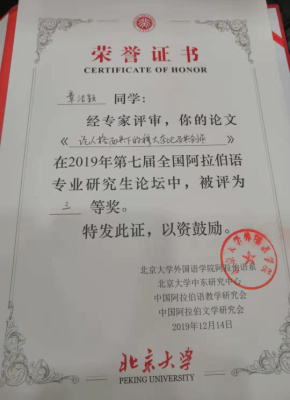 荣誉证书
CERTIFICATE OF HONOR
同学:
经专家评审,你的论文
《》
在2019年第七届全国阿拉伯语
专业研究生论坛中,被评为
三 等奖。
特发此证,以资鼓励。
北京大学外国语学院阿拉伯语系
北京大学中东研究中心
中国阿拉伯语教学研究会
中国阿拉伯文学研究会
2019年12月14日
北京大学
PEKING UNIVERSITY